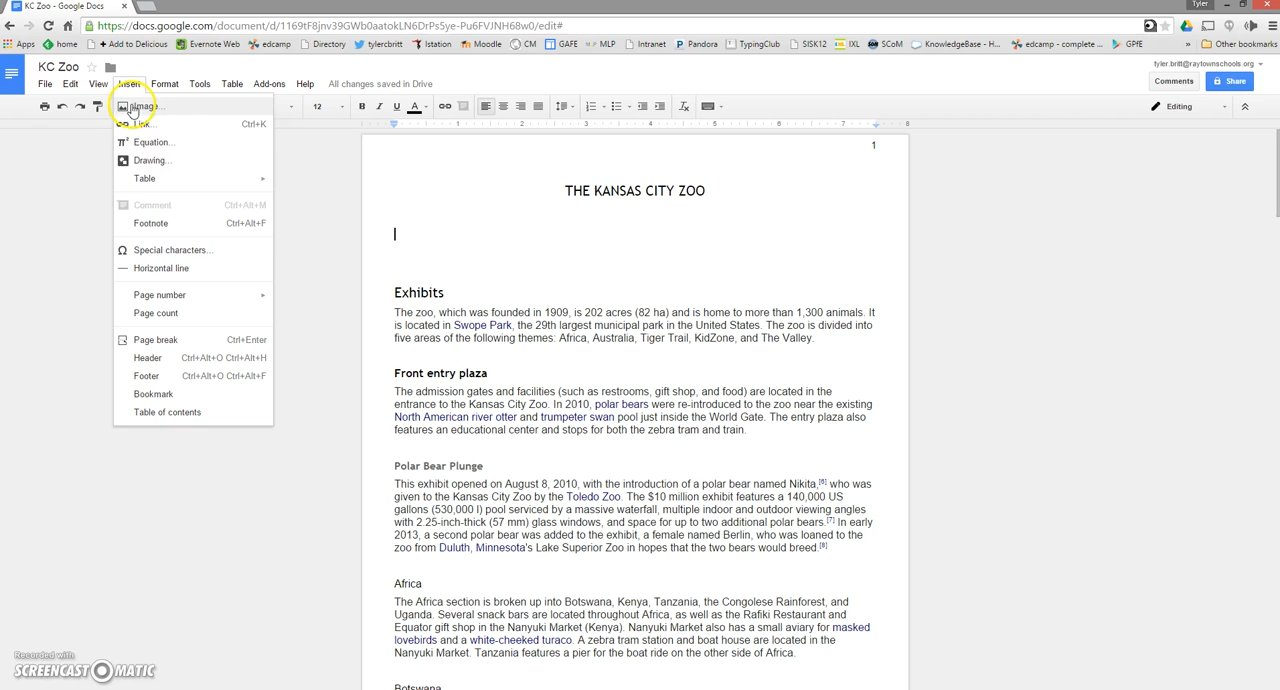 KC Zoo - Google Docs
Tyler
https://docs.google.com/document/d/1169tF8jnv39GWb0aatokLN6DrPs5ye-Pu6FVJNH68w0/edit#
Apps home + Add to Delicious Evernote Web edcamp Directory tylercbritt Istation Moodle CM GAFE MLP Intranet Pandora TypingClub SISK12 IXL SCoM KnowledgeBase - H... edcamp - complete ... GPfE » Other bookmarks
KC Zoo
tyler.britt@raytownschools.org
File Edit View Insert Format Tools Table Add-ons Help All changes saved in Drive
Comments Share
12 B I U A Editing
Image...
Link... Ctrl+K
Equation...
Drawing...
Table
Comment Ctrl+Alt+M
Footnote Ctrl+Alt+F
Special characters...
Horizontal line
Page number
Page count
Page break Ctrl+Enter
Header Ctrl+Alt+O Ctrl+Alt+H
Footer Ctrl+Alt+O Ctrl+Alt+F
Bookmark
Table of contents
1 2 3 4 5 6 7 8
1
THE KANSAS CITY ZOO
Exhibits
The zoo, which was founded in 1909, is 202 acres (82 ha) and is home to more than 1,300 animals. It
is located in Swope Park, the 29th largest municipal park in the United States. The zoo is divided into
five areas of the following themes: Africa, Australia, Tiger Trail, KidZone, and The Valley.
Front entry plaza
The admission gates and facilities (such as restrooms, gift shop, and food) are located in the
entrance to the Kansas City Zoo. In 2010, polar bears were re-introduced to the zoo near the existing
North American river otter and trumpeter swan pool just inside the World Gate. The entry plaza also
features an educational center and stops for both the zebra tram and train.
Polar Bear Plunge
This exhibit opened on August 8, 2010, with the introduction of a polar bear named Nikita,[6] who was
given to the Kansas City Zoo by the Toledo Zoo. The $10 million exhibit features a 140,000 US
gallons (530,000 l) pool serviced by a massive waterfall, multiple indoor and outdoor viewing angles
with 2.25-inch-thick (57 mm) glass windows, and space for up to two additional polar bears.[7] In early
2013, a second polar bear was added to the exhibit, a female named Berlin, who was loaned to the
zoo from Duluth, Minnesota's Lake Superior Zoo in hopes that the two bears would breed.[8]
Africa
The Africa section is broken up into Botswana, Kenya, Tanzania, the Congolese Rainforest, and
Uganda. Several snack bars are located throughout Africa, as well as the Rafiki Restaurant and
Equator gift shop in the Nanyuki Market (Kenya). Nanyuki Market also has a small aviary for masked
lovebirds and a white-cheeked turaco. A zebra tram station and boat house are located in the
Nanyuki Market. Tanzania features a pier for the boat ride on the other side of Africa.
Botswana
Recorded with
SCREENCAST O MATIC